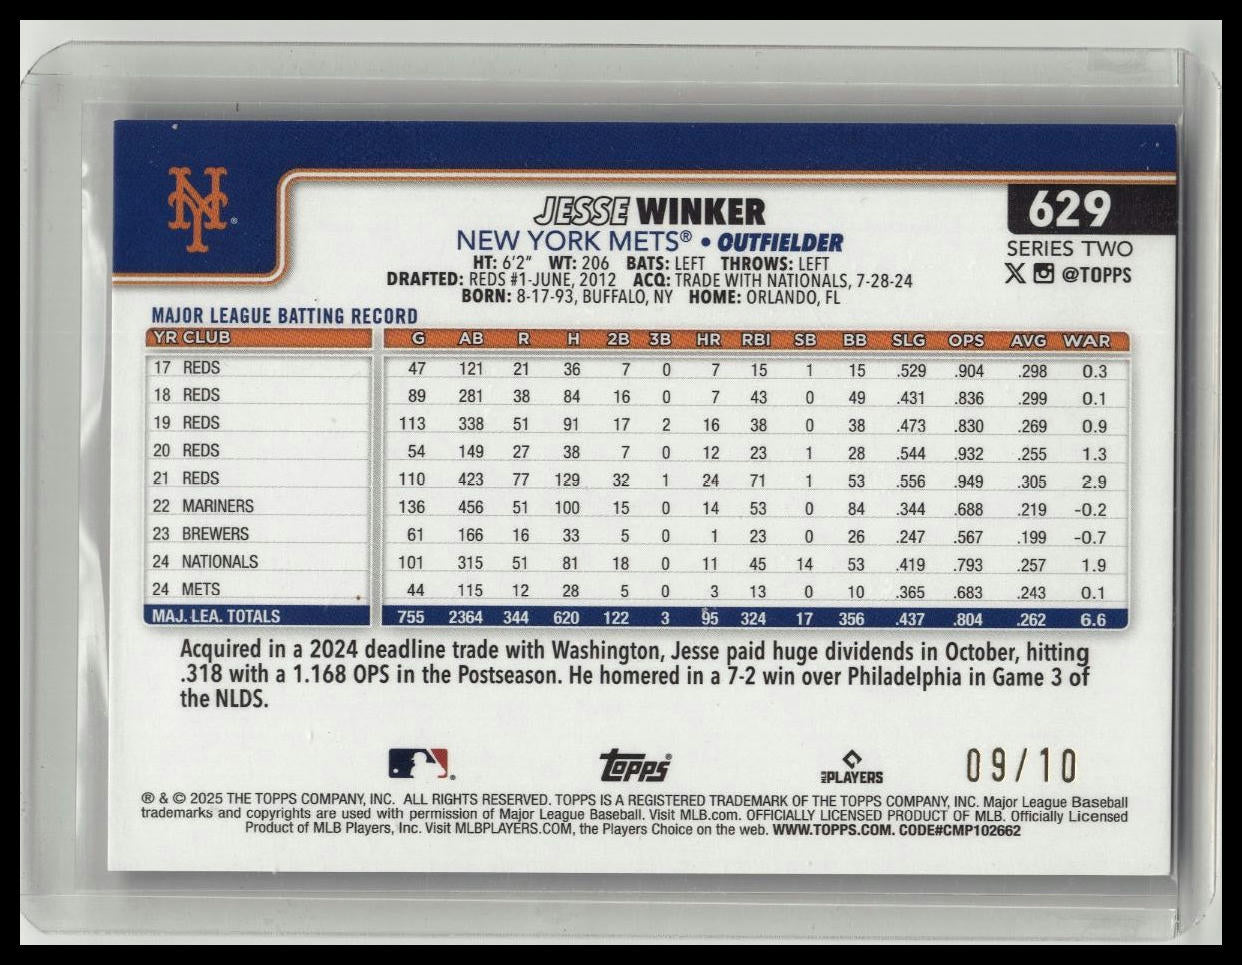 NY
JESSE WINKER
NEW YORK METS® • OUTFIELDER
629
SERIES TWO
@TOPPS
HT: 6'2" WT: 206 BATS: LEFT THROWS: LEFT
DRAFTED: REDS #1-JUNE, 2012 ACQ: TRADE WITH NATIONALS, 7-28-24
BORN: 8-17-93, BUFFALO, NY HOME: ORLANDO, FL
MAJOR LEAGUE BATTING RECORD
YR CLUB G AB R H 2B 3B HR RBI SB BB SLG OPS AVG WAR
17 REDS 47 121 21 36 7 0 7 15 1 15 .529 .904 .298 0.3
18 REDS 89 281 38 84 16 0 7 43 0 49 .431 .836 .299 0.1
19 REDS 113 338 51 91 17 2 16 38 0 38 .473 .830 .269 0.9
20 REDS 54 149 27 38 7 0 12 23 1 28 .544 .932 .255 1.3
21 REDS 110 423 77 129 32 1 24 71 1 53 .556 .949 .305 2.9
22 MARINERS 136 456 51 100 15 0 14 53 0 84 .344 .688 .219 -0.2
23 BREWERS 61 166 16 33 5 0 1 23 0 26 .247 .567 .199 -0.7
24 NATIONALS 101 315 51 81 18 0 11 45 14 53 .419 .793 .257 1.9
24 METS 44 115 12 28 5 0 3 13 0 10 .365 .683 .243 0.1
MAJ. LEA. TOTALS 755 2364 344 620 122 3 95 324 17 356 .437 .804 .262 6.6
Acquired in a 2024 deadline trade with Washington, Jesse paid huge dividends in October, hitting
.318 with a 1.168 OPS in the Postseason. He homered in a 7-2 win over Philadelphia in Game 3 of
the NLDS.
Topps®
MLB PLAYERS
09/10
® & © 2025 THE TOPPS COMPANY, INC. ALL RIGHTS RESERVED. TOPPS IS A REGISTERED TRADEMARK OF THE TOPPS COMPANY, INC. Major League Baseball
trademarks and copyrights are used with permission of Major League Baseball. Visit MLB.com. OFFICIALLY LICENSED PRODUCT OF MLB. Officially Licensed
Product of MLB Players, Inc. Visit MLBPLAYERS.COM, the Players Choice on the web. WWW.TOPPS.COM. CODE#CMP102662